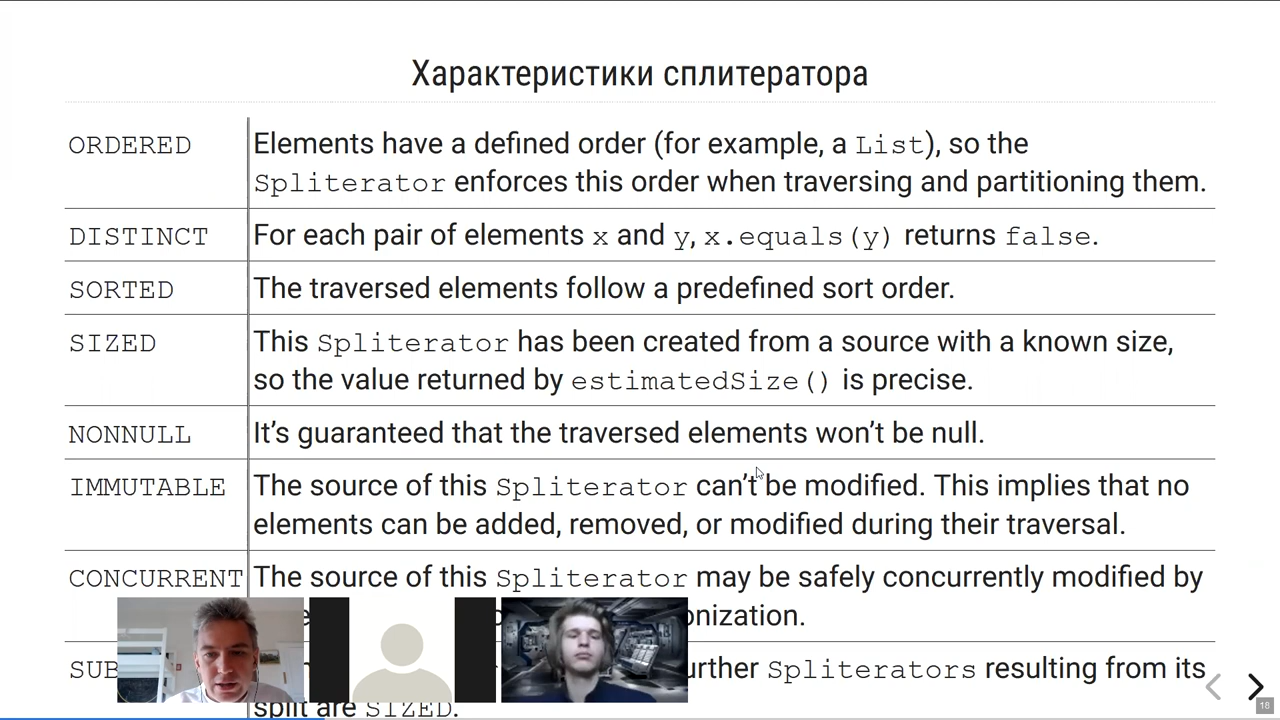 Характеристики сплитератора
ORDERED
Elements have a defined order (for example, a List), so the
Spliterator enforces this order when traversing and partitioning them.
DISTINCT
For each pair of elements x and y, x.equals(y) returns false.
SORTED
The traversed elements follow a predefined sort order.
SIZED
This Spliterator has been created from a source with a known size,
so the value returned by estimatedSize() is precise.
NONNULL
It’s guaranteed that the traversed elements won’t be null.
IMMUTABLE
The source of this Spliterator can’t be modified. This implies that no
elements can be added, removed, or modified during their traversal.
CONCURRENT
The source of this Spliterator may be safely concurrently modified by
Spliterators resulting from its
split are SIZED.
18